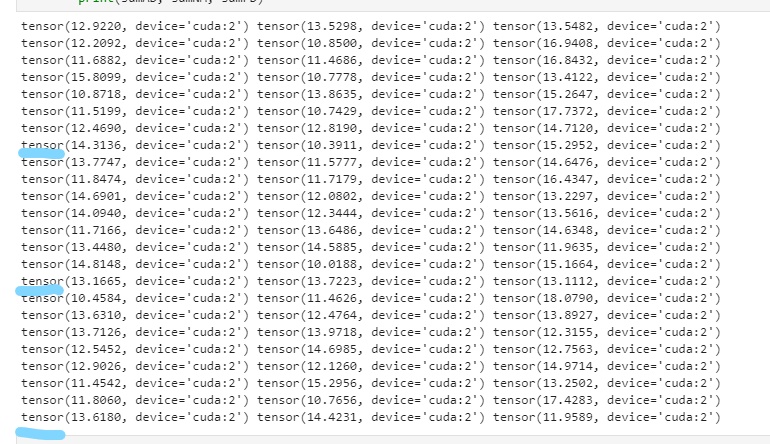 tensor(12.9220, device='cuda:2') tensor(13.5298, device='cuda:2') tensor(13.5482, device='cuda:2')
tensor(12.2092, device='cuda:2') tensor(10.8500, device='cuda:2') tensor(16.9408, device='cuda:2')
tensor(11.6882, device='cuda:2') tensor(11.4686, device='cuda:2') tensor(16.8432, device='cuda:2')
tensor(15.8099, device='cuda:2') tensor(10.7778, device='cuda:2') tensor(13.4122, device='cuda:2')
tensor(10.8718, device='cuda:2') tensor(13.8635, device='cuda:2') tensor(15.2647, device='cuda:2')
tensor(11.5199, device='cuda:2') tensor(10.7429, device='cuda:2') tensor(17.7372, device='cuda:2')
tensor(12.4690, device='cuda:2') tensor(12.8190, device='cuda:2') tensor(14.7120, device='cuda:2')
tensor(14.3136, device='cuda:2') tensor(10.3911, device='cuda:2') tensor(15.2952, device='cuda:2')
tensor(13.7747, device='cuda:2') tensor(11.5777, device='cuda:2') tensor(14.6476, device='cuda:2')
tensor(11.8474, device='cuda:2') tensor(11.7179, device='cuda:2') tensor(16.4347, device='cuda:2')
tensor(14.6901, device='cuda:2') tensor(12.0802, device='cuda:2') tensor(13.2297, device='cuda:2')
tensor(14.0940, device='cuda:2') tensor(12.3444, device='cuda:2') tensor(13.5616, device='cuda:2')
tensor(11.7166, device='cuda:2') tensor(13.6486, device='cuda:2') tensor(14.6348, device='cuda:2')
tensor(13.4480, device='cuda:2') tensor(14.5885, device='cuda:2') tensor(11.9635, device='cuda:2')
tensor(14.8148, device='cuda:2') tensor(10.0188, device='cuda:2') tensor(15.1664, device='cuda:2')
tensor(13.1665, device='cuda:2') tensor(13.7223, device='cuda:2') tensor(13.1112, device='cuda:2')
tensor(10.4584, device='cuda:2') tensor(11.4626, device='cuda:2') tensor(18.0790, device='cuda:2')
tensor(13.6310, device='cuda:2') tensor(12.4764, device='cuda:2') tensor(13.8927, device='cuda:2')
tensor(13.7126, device='cuda:2') tensor(13.9718, device='cuda:2') tensor(12.3155, device='cuda:2')
tensor(12.5452, device='cuda:2') tensor(14.6985, device='cuda:2') tensor(12.7563, device='cuda:2')
tensor(12.9026, device='cuda:2') tensor(12.1260, device='cuda:2') tensor(14.9714, device='cuda:2')
tensor(11.4542, device='cuda:2') tensor(15.2956, device='cuda:2') tensor(13.2502, device='cuda:2')
tensor(11.8060, device='cuda:2') tensor(10.7656, device='cuda:2') tensor(17.4283, device='cuda:2')
tensor(13.6180, device='cuda:2') tensor(14.4231, device='cuda:2') tensor(11.9589, device='cuda:2')